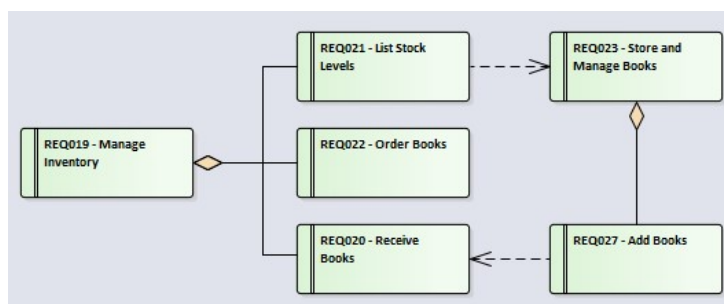 REQ021 - List Stock
Levels
REQ023 - Store and
Manage Books
REQ019 - Manage
Inventory
REQ022 - Order Books
REQ020 - Receive
Books
REQ027 - Add Books